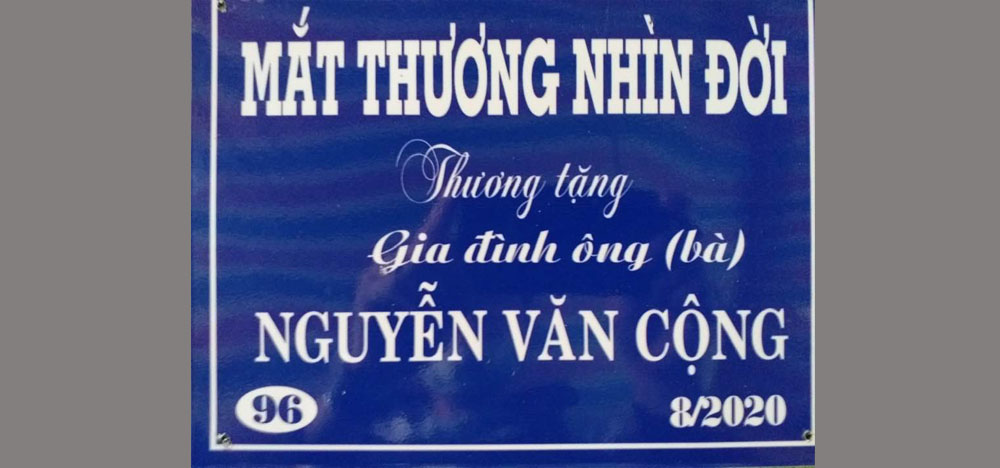 MẮT THƯƠNG NHÌN ĐỜI
Thương tặng
Gia đình ông (bà)
NGUYỄN VĂN CỘNG
96 8/2020